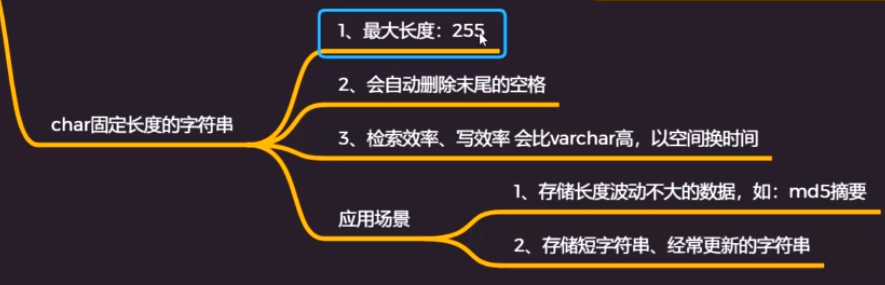 1、最大长度：255
2、会自动删除末尾的空格
char固定长度的字符串
3、检索效率、写效率 会比varchar高，以空间换时间
1、存储长度波动不大的数据，如：md5摘要
应用场景
2、存储短字符串、经常更新的字符串